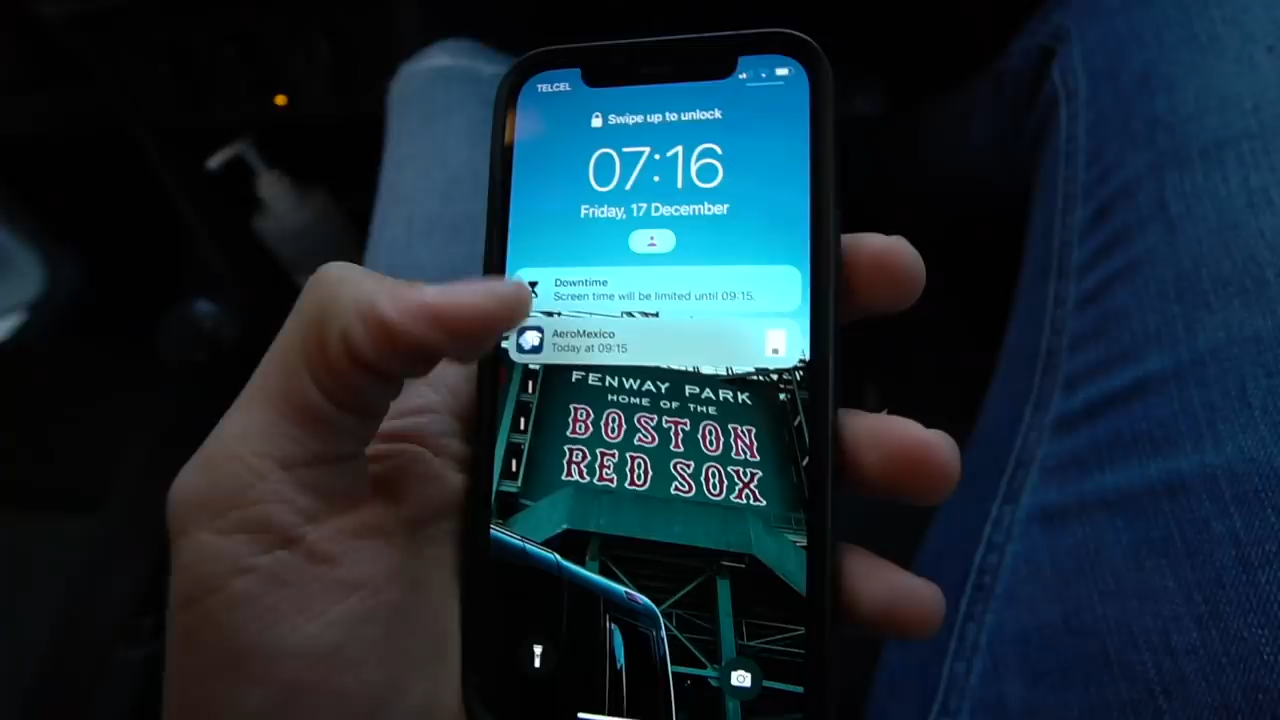 TELCEL
Swipe up to unlock
07:16
Friday, 17 December
Downtime
Screen time will be limited until 09:15.
AeroMexico
Today at 09:15
FENWAY PARK
HOME OF THE
BOSTON
RED SOX